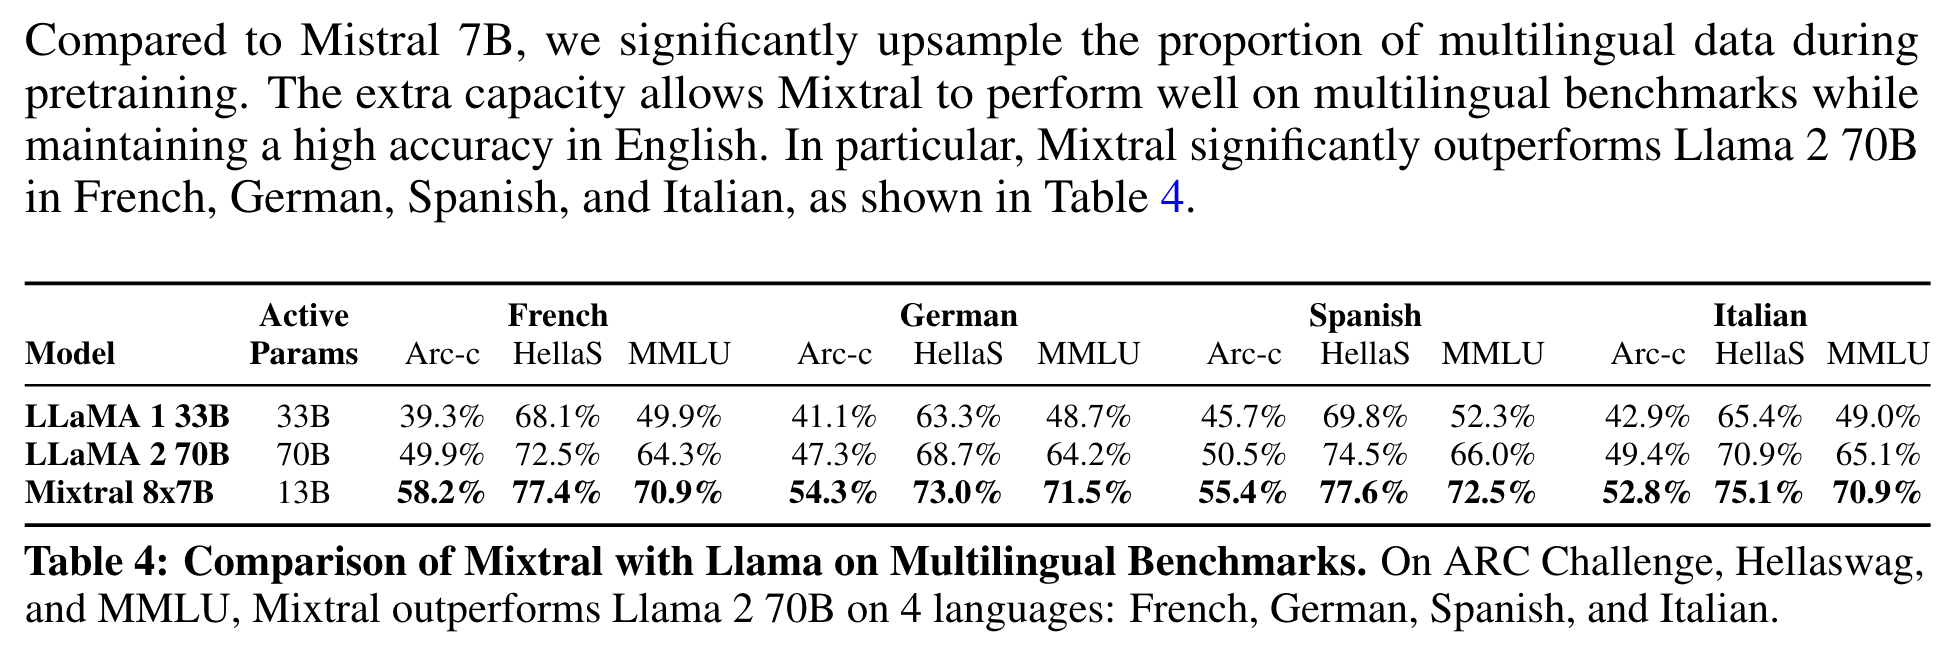 Compared to Mistral 7B, we significantly upsample the proportion of multilingual data during
pretraining. The extra capacity allows Mixtral to perform well on multilingual benchmarks while
maintaining a high accuracy in English. In particular, Mixtral significantly outperforms Llama 2 70B
in French, German, Spanish, and Italian, as shown in Table 4.
Active French German Spanish Italian
Model Params Arc-c HellaS MMLU Arc-c HellaS MMLU Arc-c HellaS MMLU Arc-c HellaS MMLU
LLaMA 1 33B 33B 39.3% 68.1% 49.9% 41.1% 63.3% 48.7% 45.7% 69.8% 52.3% 42.9% 65.4% 49.0%
LLaMA 2 70B 70B 49.9% 72.5% 64.3% 47.3% 68.7% 64.2% 50.5% 74.5% 66.0% 49.4% 70.9% 65.1%
Mixtral 8x7B 13B 58.2% 77.4% 70.9% 54.3% 73.0% 71.5% 55.4% 77.6% 72.5% 52.8% 75.1% 70.9%
Table 4: Comparison of Mixtral with Llama on Multilingual Benchmarks. On ARC Challenge, Hellaswag,
and MMLU, Mixtral outperforms Llama 2 70B on 4 languages: French, German, Spanish, and Italian.